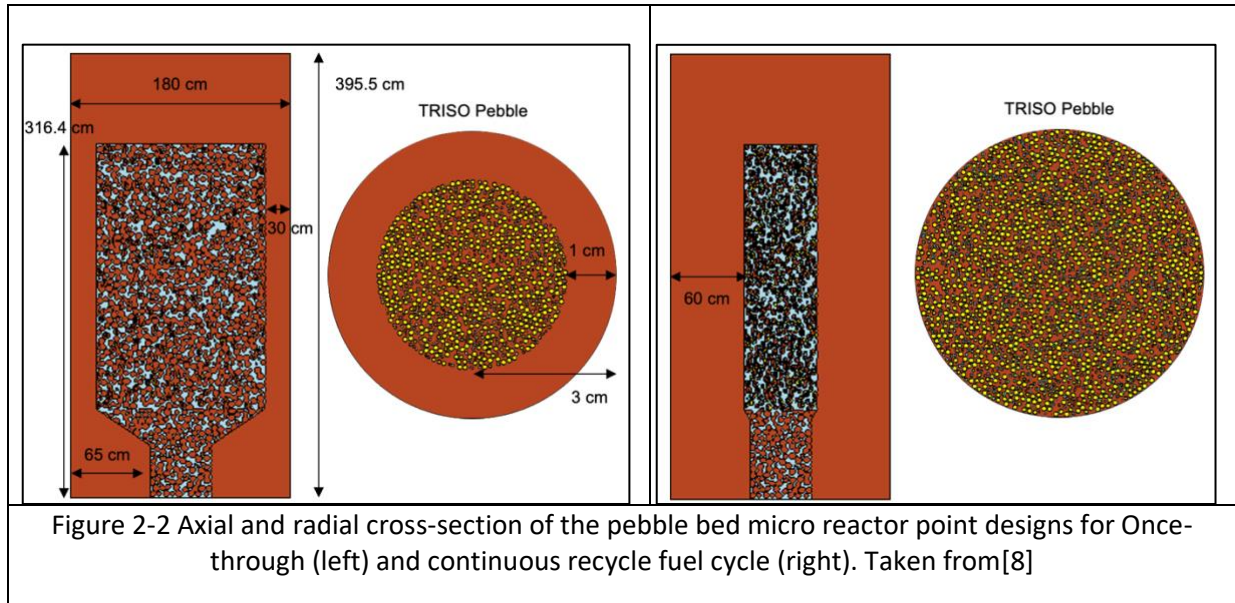 180 cm
395.5 cm
TRISO Pebble
316.4 cm
30 cm
1 cm
3 cm
65 cm
TRISO Pebble
60 cm
Figure 2-2 Axial and radial cross-section of the pebble bed micro reactor point designs for Once-
through (left) and continuous recycle fuel cycle (right). Taken from[8]